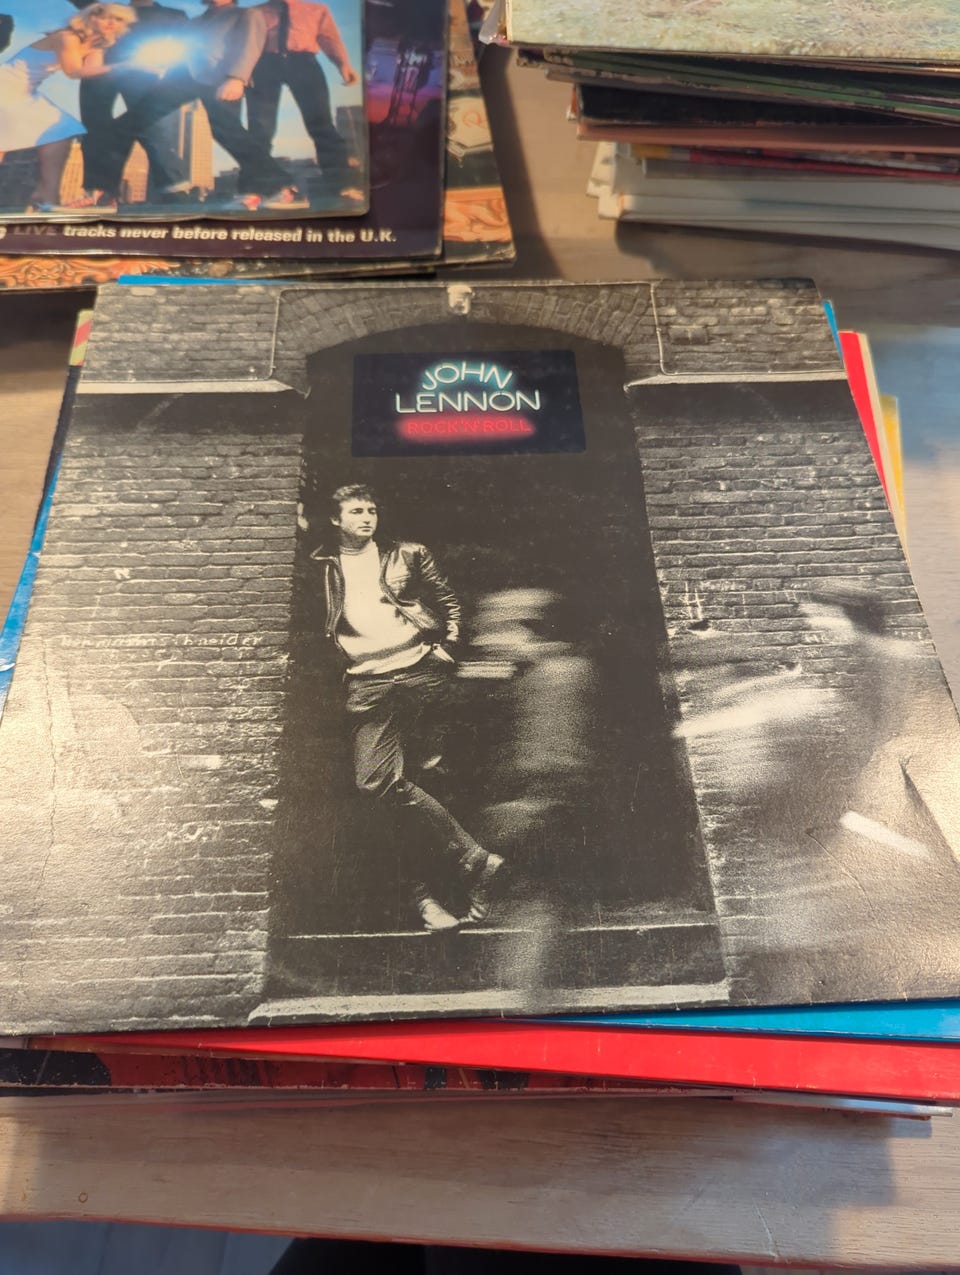 LIVE tracks never before released in the U.K.
JOHN
LENNON
ROCK'N'ROLL